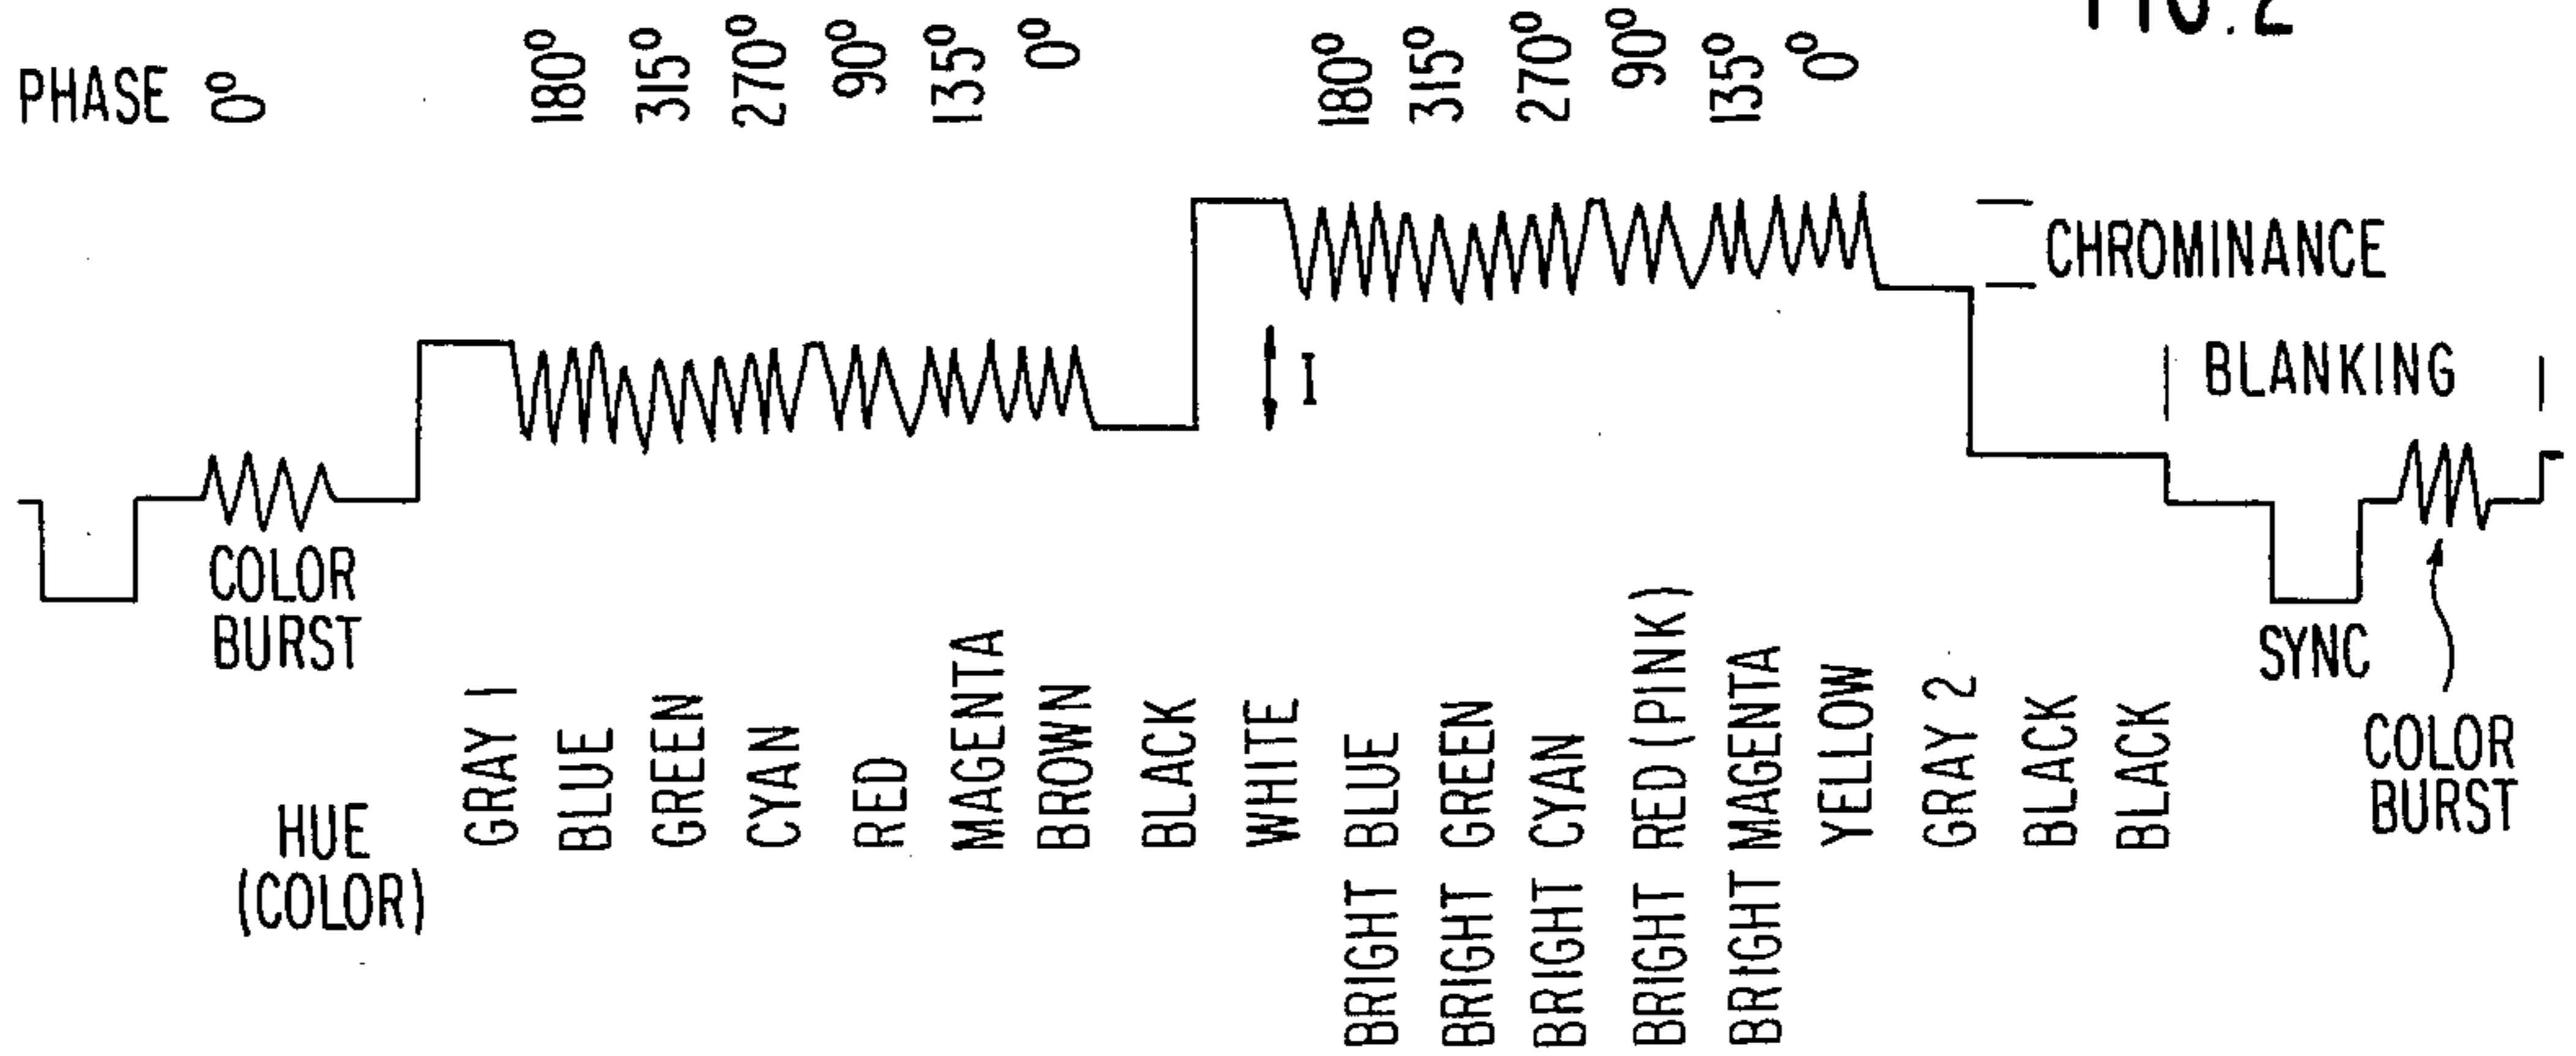 FIG. 2
PHASE 0° 180° 315° 270° 90° 135° 0° 180° 315° 270° 90° 135° 0°
CHROMINANCE
I
BLANKING
COLOR
BURST
SYNC
COLOR
BURST
HUE
(COLOR)
GRAY 1
BLUE
GREEN
CYAN
RED
MAGENTA
BROWN
BLACK
WHITE
BRIGHT BLUE
BRIGHT GREEN
BRIGHT CYAN
BRIGHT RED (PINK)
BRIGHT MAGENTA
YELLOW
GRAY 2
BLACK
BLACK